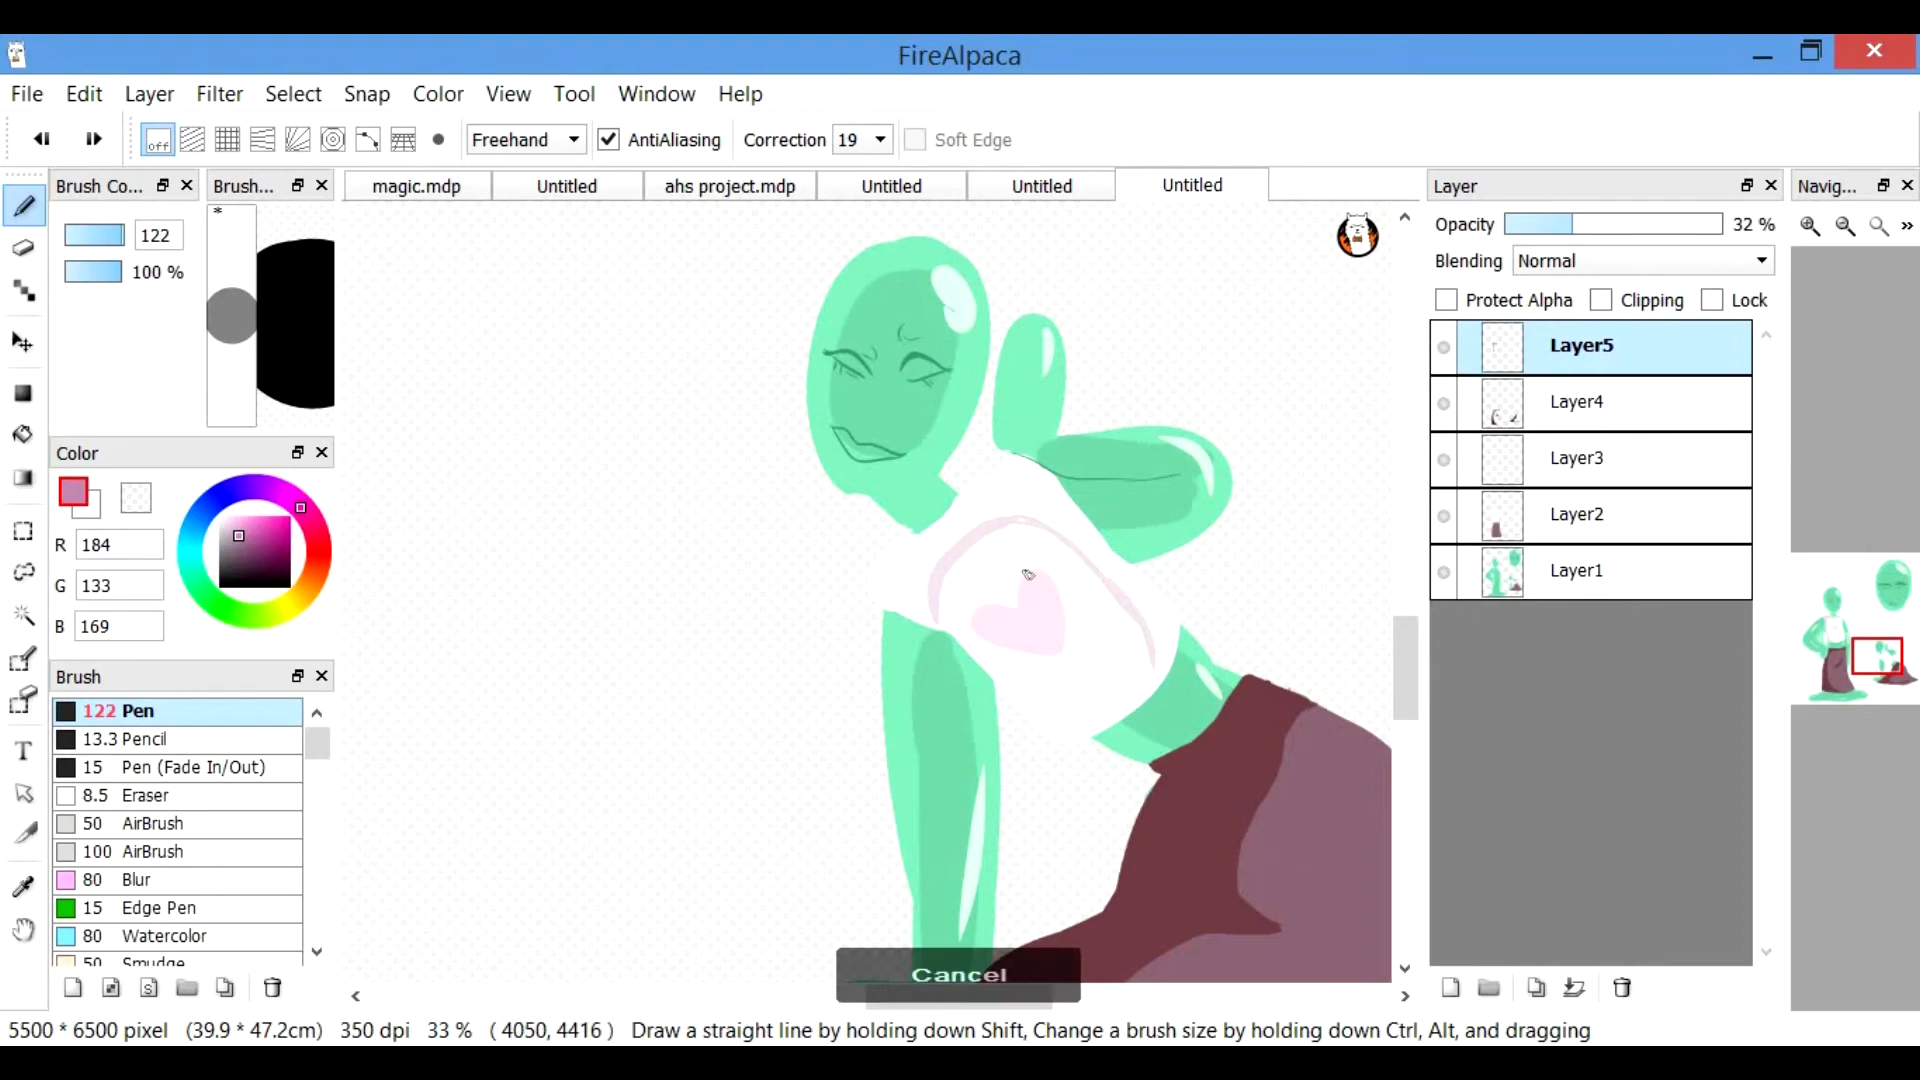 FireAlpaca
File Edit Layer Filter Select Snap Color View Tool Window Help
off Freehand AntiAliasing Correction 19 Soft Edge
Brush Co... Brush... magic.mdp Untitled ahs project.mdp Untitled Untitled Untitled Layer Navig...
122
100 %
*
Opacity 32 %
Blending Normal
Protect Alpha Clipping Lock
Layer5
Layer4
Layer3
Layer2
Layer1
Color
R 184
G 133
B 169
Brush
122 Pen
13.3 Pencil
15 Pen (Fade In/Out)
8.5 Eraser
50 AirBrush
100 AirBrush
80 Blur
15 Edge Pen
80 Watercolor
50 Smudge
T
S
Cancel
5500 * 6500 pixel (39.9 * 47.2cm) 350 dpi 33 % ( 4050, 4416 ) Draw a straight line by holding down Shift, Change a brush size by holding down Ctrl, Alt, and dragging